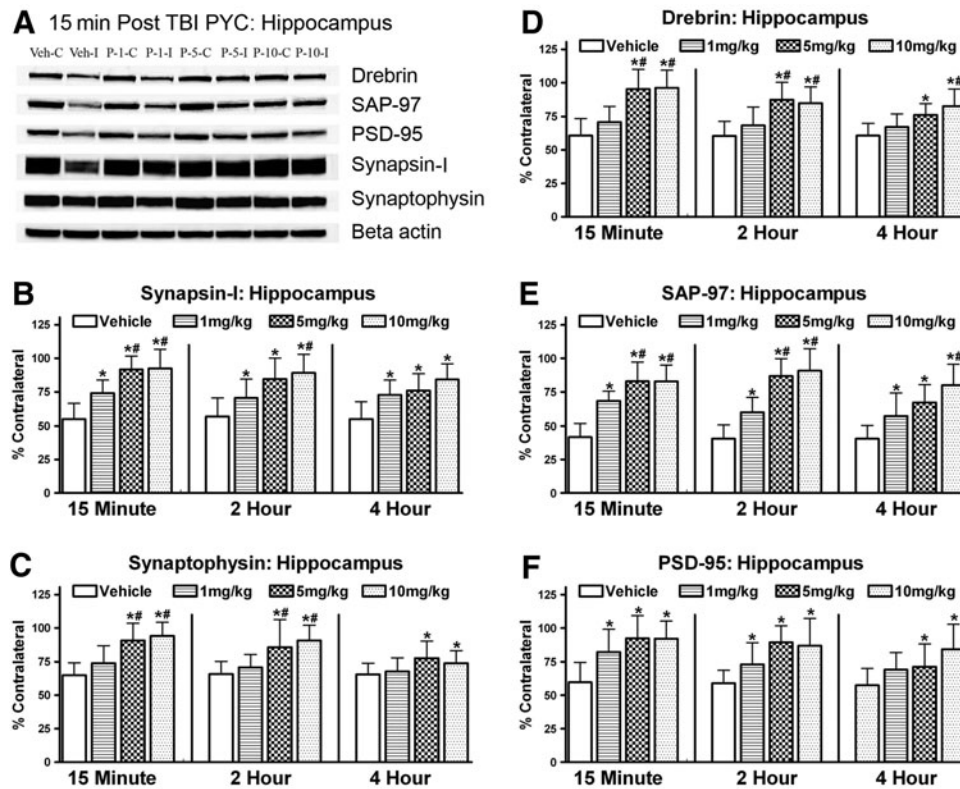 A 15 min Post TBI PYC: Hippocampus
Veh-C Veh-I P-1-C P-1-I P-5-C P-5-I P-10-C P-10-I
Drebrin
SAP-97
PSD-95
Synapsin-I
Synaptophysin
Beta actin
B Synapsin-I: Hippocampus
Vehicle 1mg/kg 5mg/kg 10mg/kg
% Contralateral
125
100
75
50
25
0
* *# *# * * *# * * *
15 Minute 2 Hour 4 Hour
C Synaptophysin: Hippocampus
Vehicle 1mg/kg 5mg/kg 10mg/kg
% Contralateral
125
100
75
50
25
0
*# *# *# *# * *
15 Minute 2 Hour 4 Hour
D Drebrin: Hippocampus
Vehicle 1mg/kg 5mg/kg 10mg/kg
% Contralateral
125
100
75
50
25
0
*# *# *# *# * *#
15 Minute 2 Hour 4 Hour
E SAP-97: Hippocampus
Vehicle 1mg/kg 5mg/kg 10mg/kg
% Contralateral
125
100
75
50
25
0
* *# *# * *# *# * * *#
15 Minute 2 Hour 4 Hour
F PSD-95: Hippocampus
Vehicle 1mg/kg 5mg/kg 10mg/kg
% Contralateral
125
100
75
50
25
0
* * * * * * * *
15 Minute 2 Hour 4 Hour